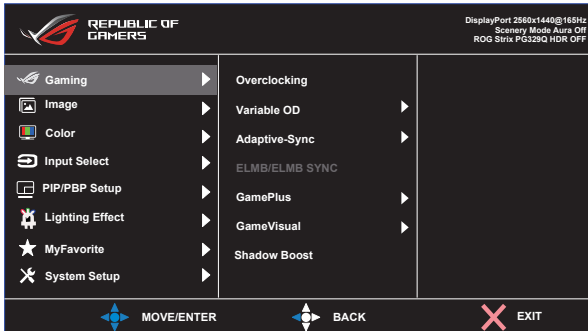 REPUBLIC OF
GAMERS
DisplayPort 2560x1440@165Hz
Scenery Mode Aura Off
ROG Strix PG329Q HDR OFF
Gaming
Image
Color
Input Select
PIP/PBP Setup
Lighting Effect
MyFavorite
System Setup
Overclocking
Variable OD
Adaptive-Sync
ELMB/ELMB SYNC
GamePlus
GameVisual
Shadow Boost
MOVE/ENTER
BACK
EXIT